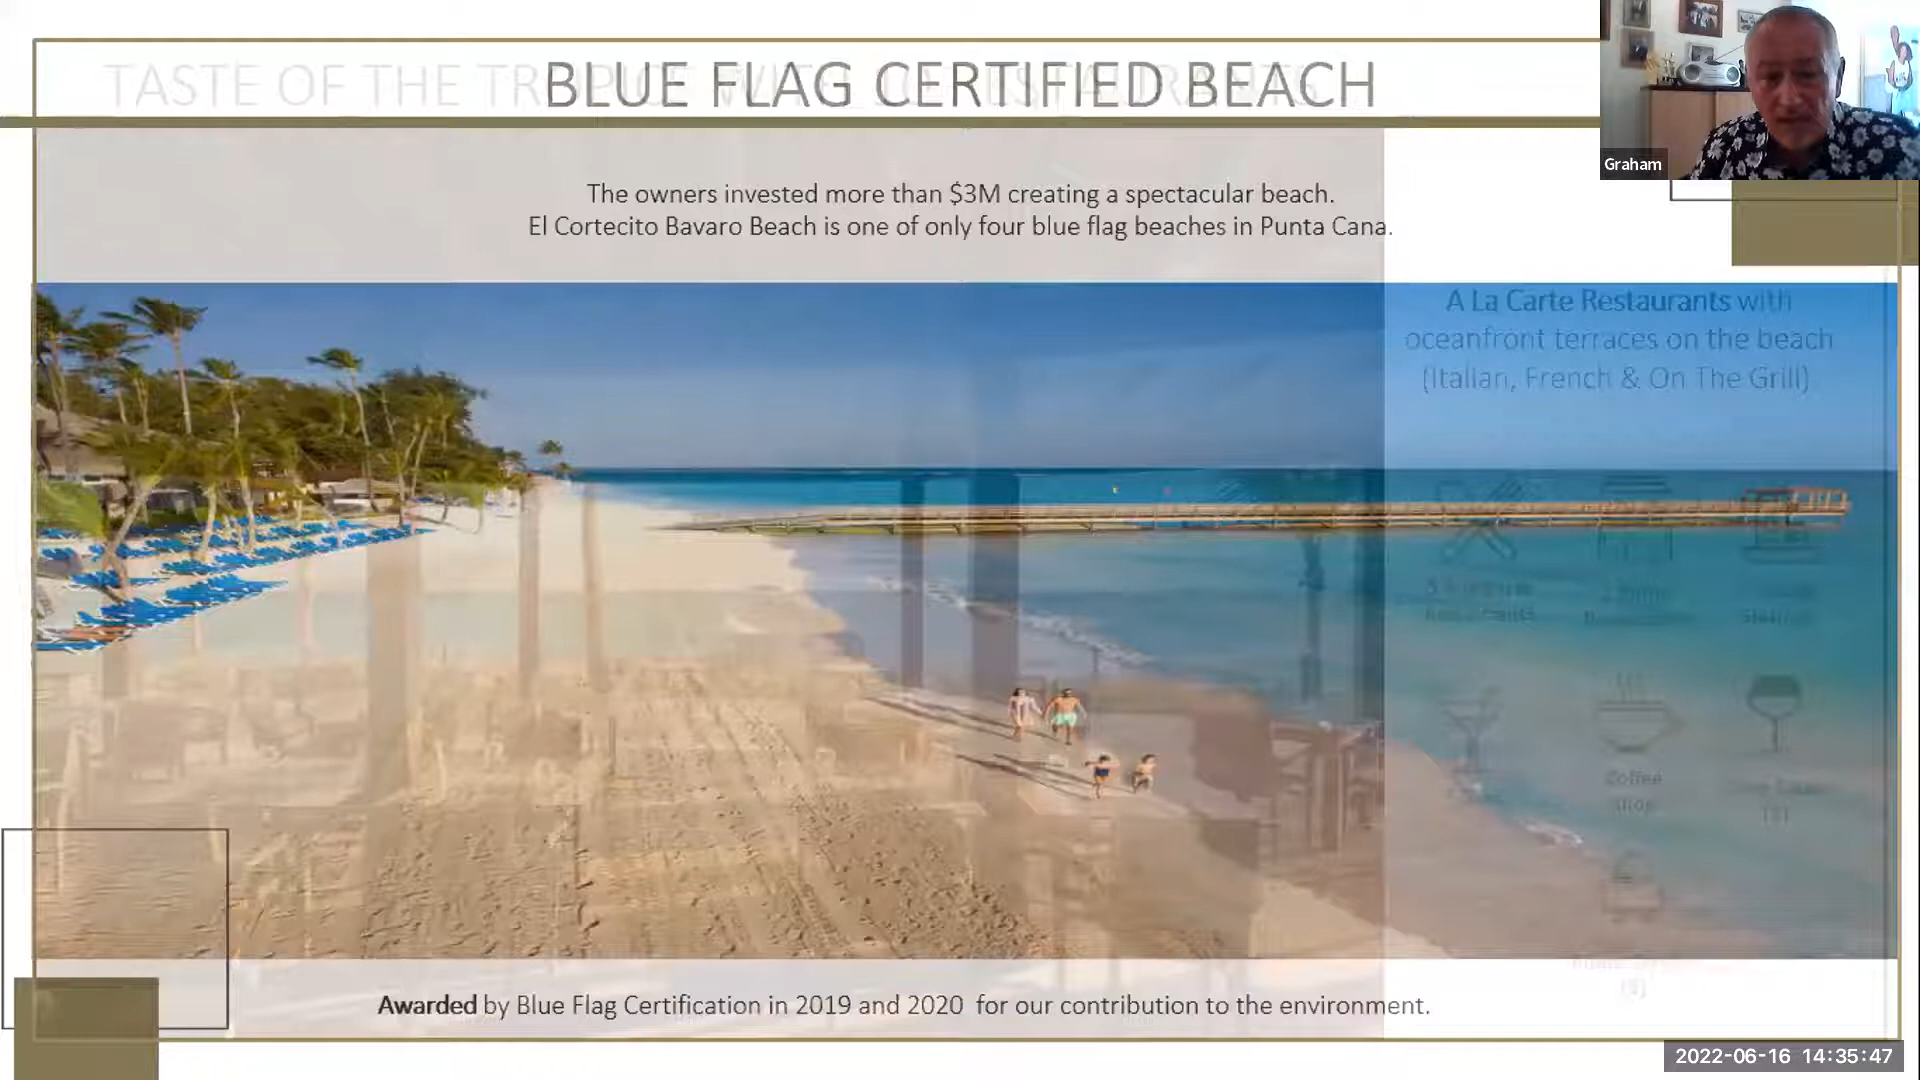 TASTE OF THE
BLUE FLAG CERTIFIED BEACH
Graham
The owners invested more than $3M creating a spectacular beach.
El Cortecito Bavaro Beach is one of only four blue flag beaches in Punta Cana.
A La Carte Restaurants with
oceanfront terraces on the beach
(Italian, French & On The Grill)
Coffee
Awarded by Blue Flag Certification in 2019 and 2020 for our contribution to the environment.
2022-06-16 14:35:47